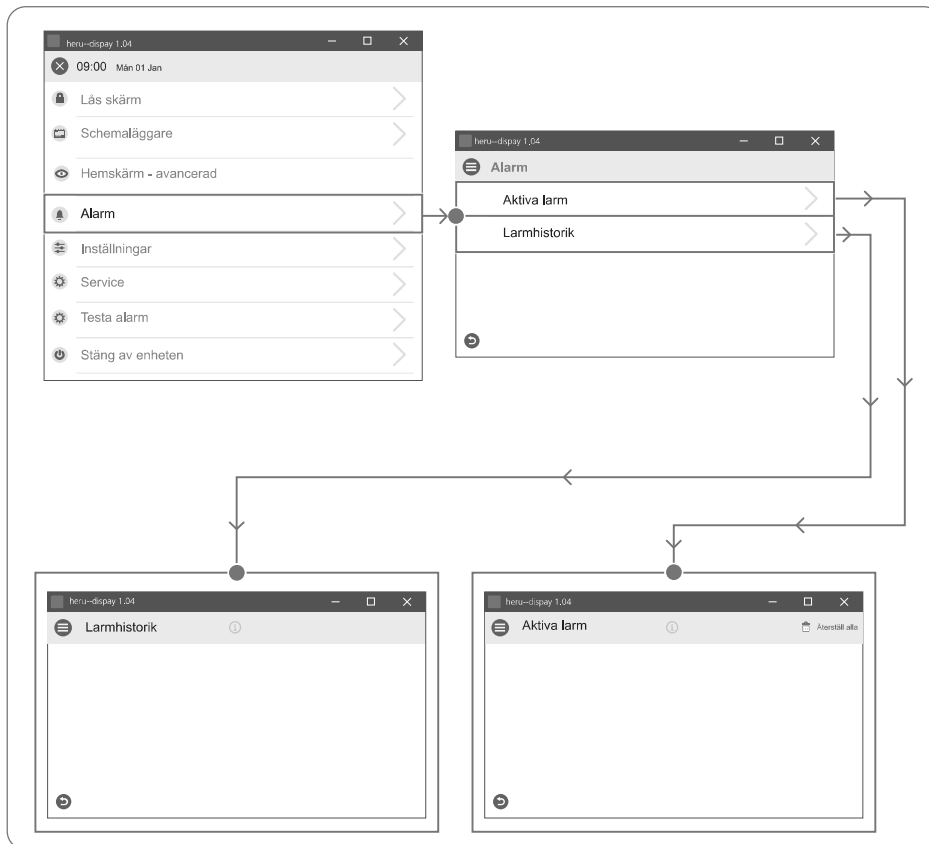 heru--dispay 1.04
09:00 Mån 01 Jan
Lås skärm
Schemaläggare
Hemskärm - avancerad
Alarm
Inställningar
Service
Testa alarm
Stäng av enheten
heru--dispay 1.04
Alarm
Aktiva larm
Larmhistorik
heru--dispay 1.04
Larmhistorik
heru--dispay 1.04
Aktiva larm
Återställ alla